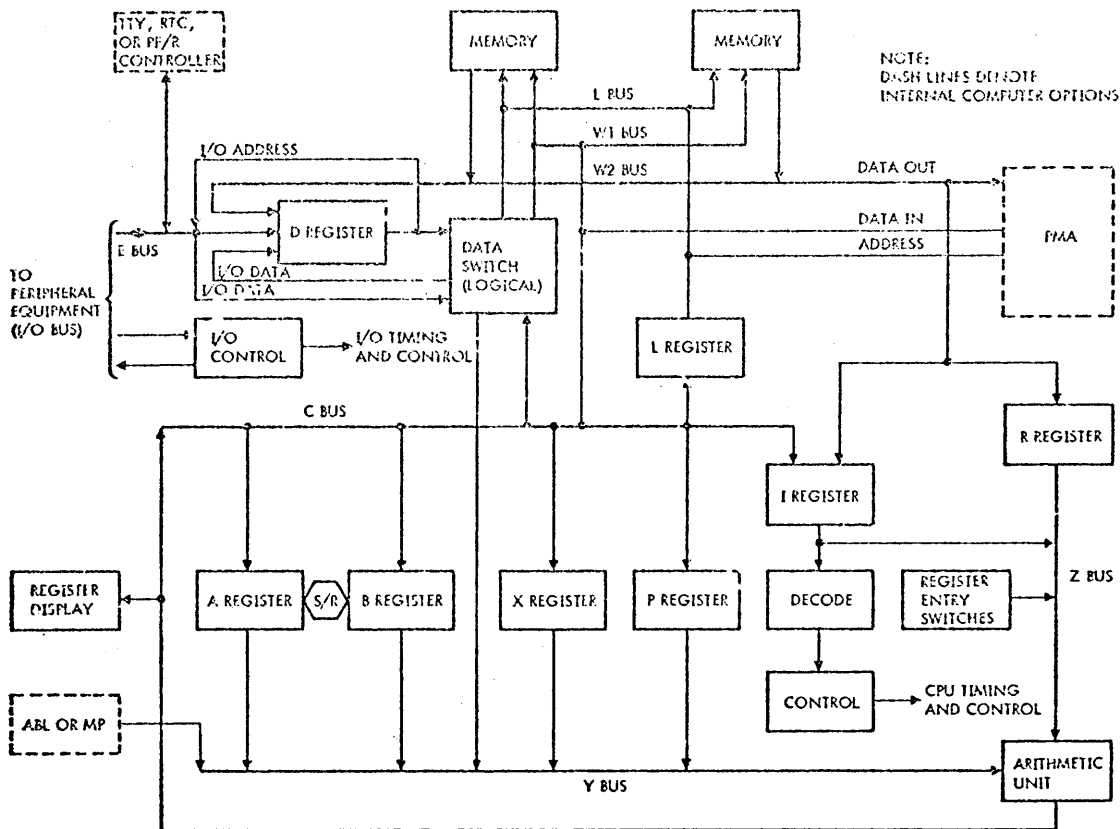 TTY, RTC,
OR PF/R
CONTROLLER
MEMORY
MEMORY
NOTE:
DASH LINES DENOTE
INTERNAL COMPUTER OPTIONS
L BUS
W1 BUS
I/O ADDRESS
W2 BUS
DATA OUT
D REGISTER
DATA IN
PMA
E BUS
DATA
SWITCH
(LOGICAL)
ADDRESS
I/O DATA
I/O DATA
TO
PERIPHERAL
EQUIPMENT
(I/O BUS)
I/O
CONTROL
I/O TIMING
AND CONTROL
L REGISTER
C BUS
R REGISTER
I REGISTER
Z BUS
REGISTER
DISPLAY
A REGISTER
S/R
B REGISTER
X REGISTER
P REGISTER
DECODE
REGISTER
ENTRY
SWITCHES
CONTROL
CPU TIMING
AND CONTROL
ABL OR MP
Y BUS
ARITHMETIC
UNIT